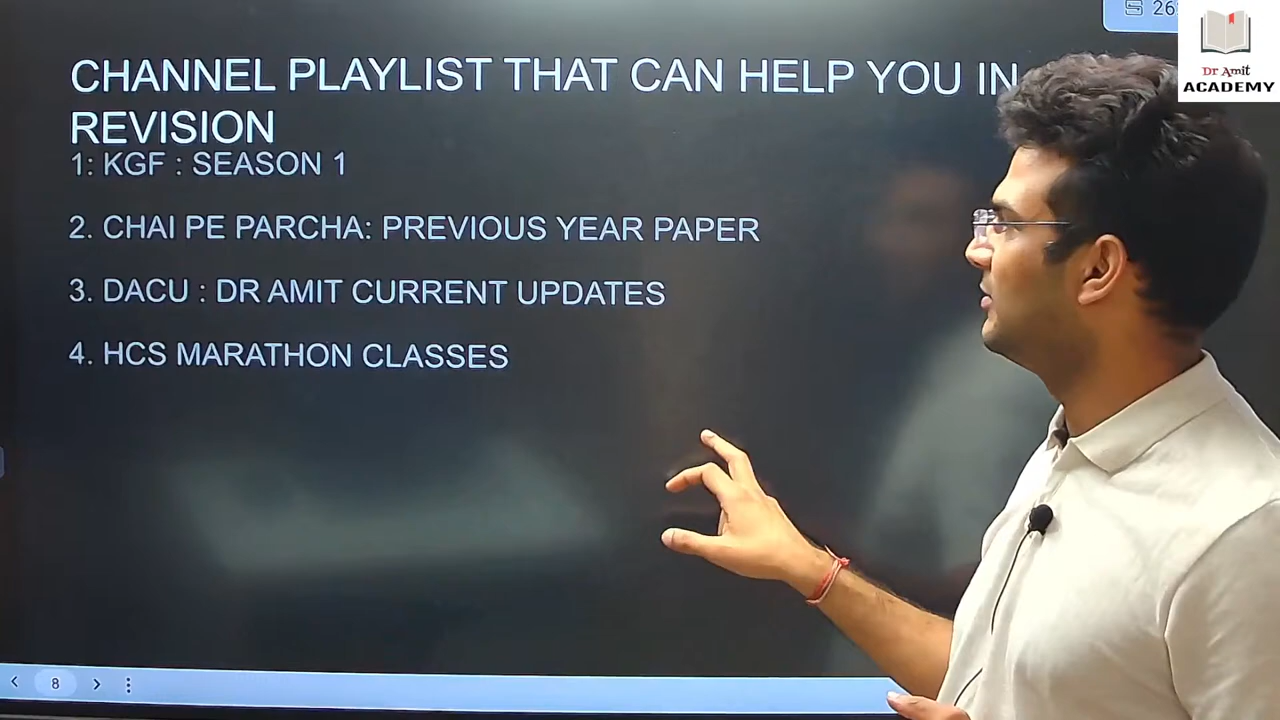 26
Dr Amit
ACADEMY
CHANNEL PLAYLIST THAT CAN HELP YOU IN
REVISION
1: KGF : SEASON 1
2. CHAI PE PARCHA: PREVIOUS YEAR PAPER
3. DACU : DR AMIT CURRENT UPDATES
4. HCS MARATHON CLASSES
8